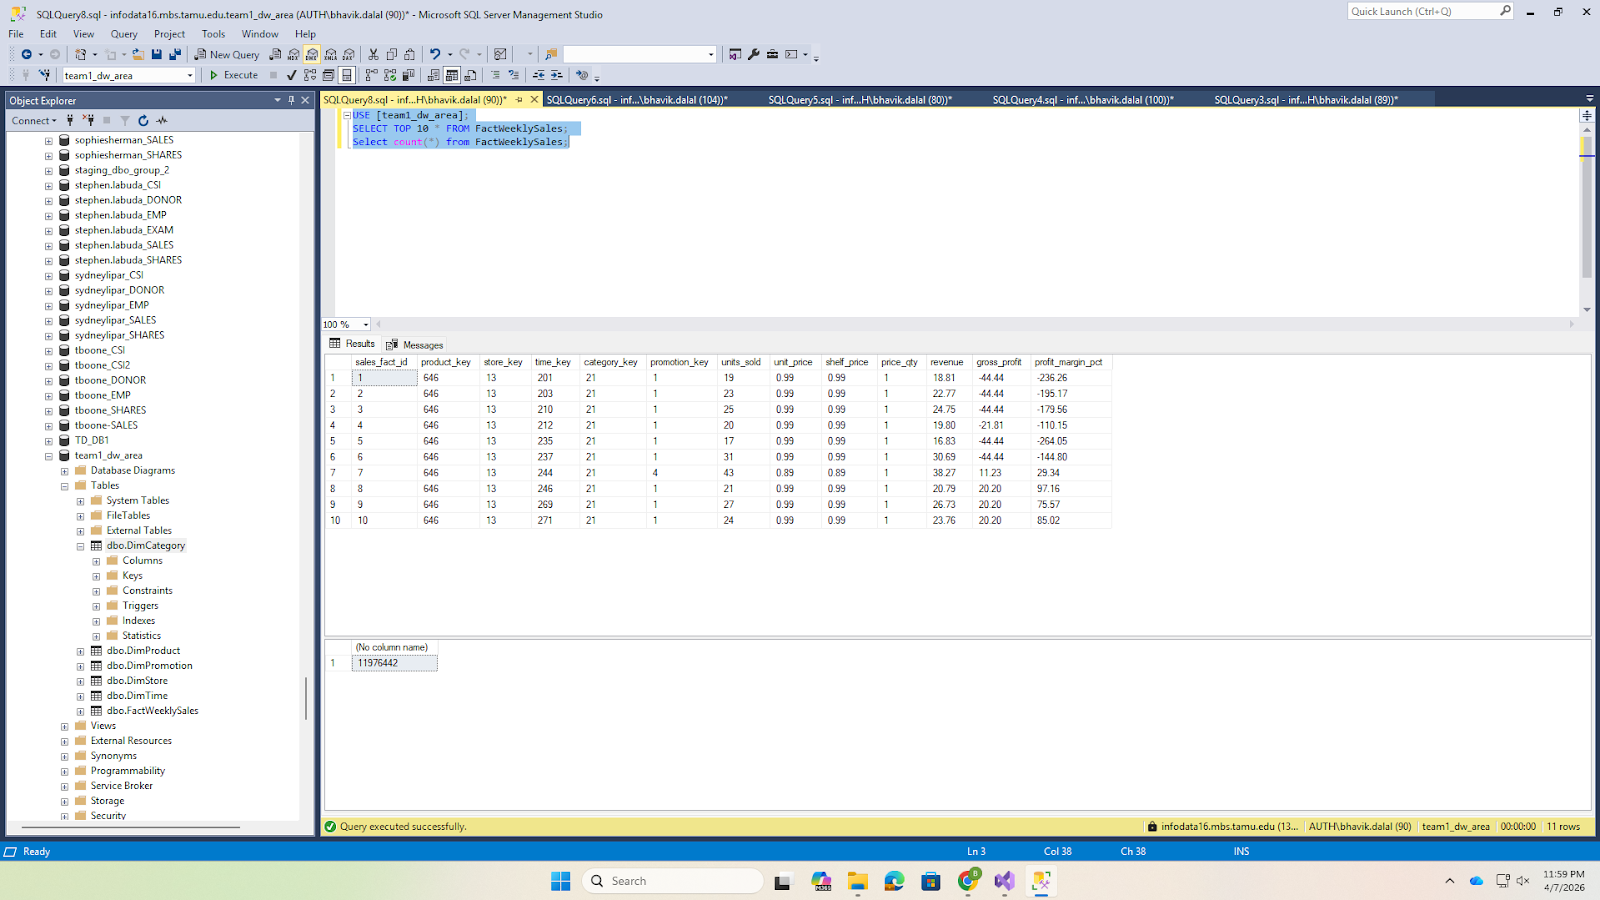 SQLQuery8.sql - infodata16.mbs.tamu.edu.team1_dw_area (AUTH\bhavik.dalal (90))* - Microsoft SQL Server Management Studio
Quick Launch (Ctrl+Q)
File Edit View Query Project Tools Window Help
New Query
team1_dw_area
Execute
Object Explorer
SQLQuery8.sql - inf...H\bhavik.dalal (90))* SQLQuery6.sql - inf...\bhavik.dalal (104))* SQLQuery5.sql - inf...H\bhavik.dalal (80))* SQLQuery4.sql - inf...\bhavik.dalal (100))* SQLQuery3.sql - inf...H\bhavik.dalal (89))*
Connect
sophiesherman_SALES
sophiesherman_SHARES
staging_dbo_group_2
stephen.labuda_CSI
stephen.labuda_DONOR
stephen.labuda_EMP
stephen.labuda_EXAM
stephen.labuda_SALES
stephen.labuda_SHARES
sydneylipar_CSI
sydneylipar_DONOR
sydneylipar_EMP
sydneylipar_SALES
sydneylipar_SHARES
tboone_CSI
tboone_CSI2
tboone_DONOR
tboone_EMP
tboone_SHARES
tboone-SALES
TD_DB1
team1_dw_area
Database Diagrams
Tables
System Tables
FileTables
External Tables
dbo.DimCategory
Columns
Keys
Constraints
Triggers
Indexes
Statistics
dbo.DimProduct
dbo.DimPromotion
dbo.DimStore
dbo.DimTime
dbo.FactWeeklySales
Views
External Resources
Synonyms
Programmability
Service Broker
Storage
Security
USE [team1_dw_area];
SELECT TOP 10 * FROM FactWeeklySales;
Select count(*) from FactWeeklySales;
100 %
Results Messages
sales_fact_id product_key store_key time_key category_key promotion_key units_sold unit_price shelf_price price_qty revenue gross_profit profit_margin_pct
1 1 646 13 201 21 1 19 0.99 0.99 1 18.81 -44.44 -236.26
2 2 646 13 203 21 1 23 0.99 0.99 1 22.77 -44.44 -195.17
3 3 646 13 210 21 1 25 0.99 0.99 1 24.75 -44.44 -179.56
4 4 646 13 212 21 1 20 0.99 0.99 1 19.80 -21.81 -110.15
5 5 646 13 235 21 1 17 0.99 0.99 1 16.83 -44.44 -264.05
6 6 646 13 237 21 1 31 0.99 0.99 1 30.69 -44.44 -144.80
7 7 646 13 244 21 4 43 0.89 0.89 1 38.27 11.23 29.34
8 8 646 13 246 21 1 21 0.99 0.99 1 20.79 20.20 97.16
9 9 646 13 269 21 1 27 0.99 0.99 1 26.73 20.20 75.57
10 10 646 13 271 21 1 24 0.99 0.99 1 23.76 20.20 85.02
(No column name)
1 11976442
Query executed successfully.
infodata16.mbs.tamu.edu (13... AUTH\bhavik.dalal (90) team1_dw_area 00:00:00 11 rows
Ready
Ln 3 Col 38 Ch 38 INS
Search
11:59 PM
4/7/2026